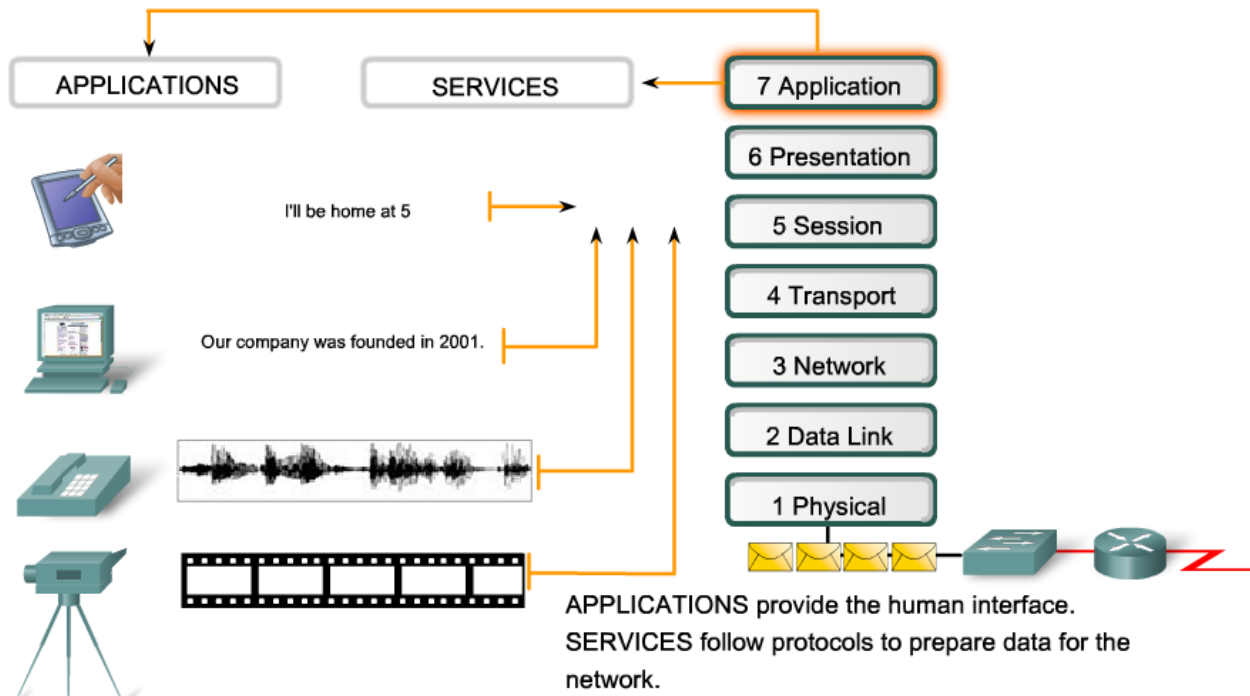 APPLICATIONS
SERVICES
7 Application
6 Presentation
I'll be home at 5
5 Session
4 Transport
Our company was founded in 2001.
3 Network
2 Data Link
1 Physical
APPLICATIONS provide the human interface.
SERVICES follow protocols to prepare data for the
network.